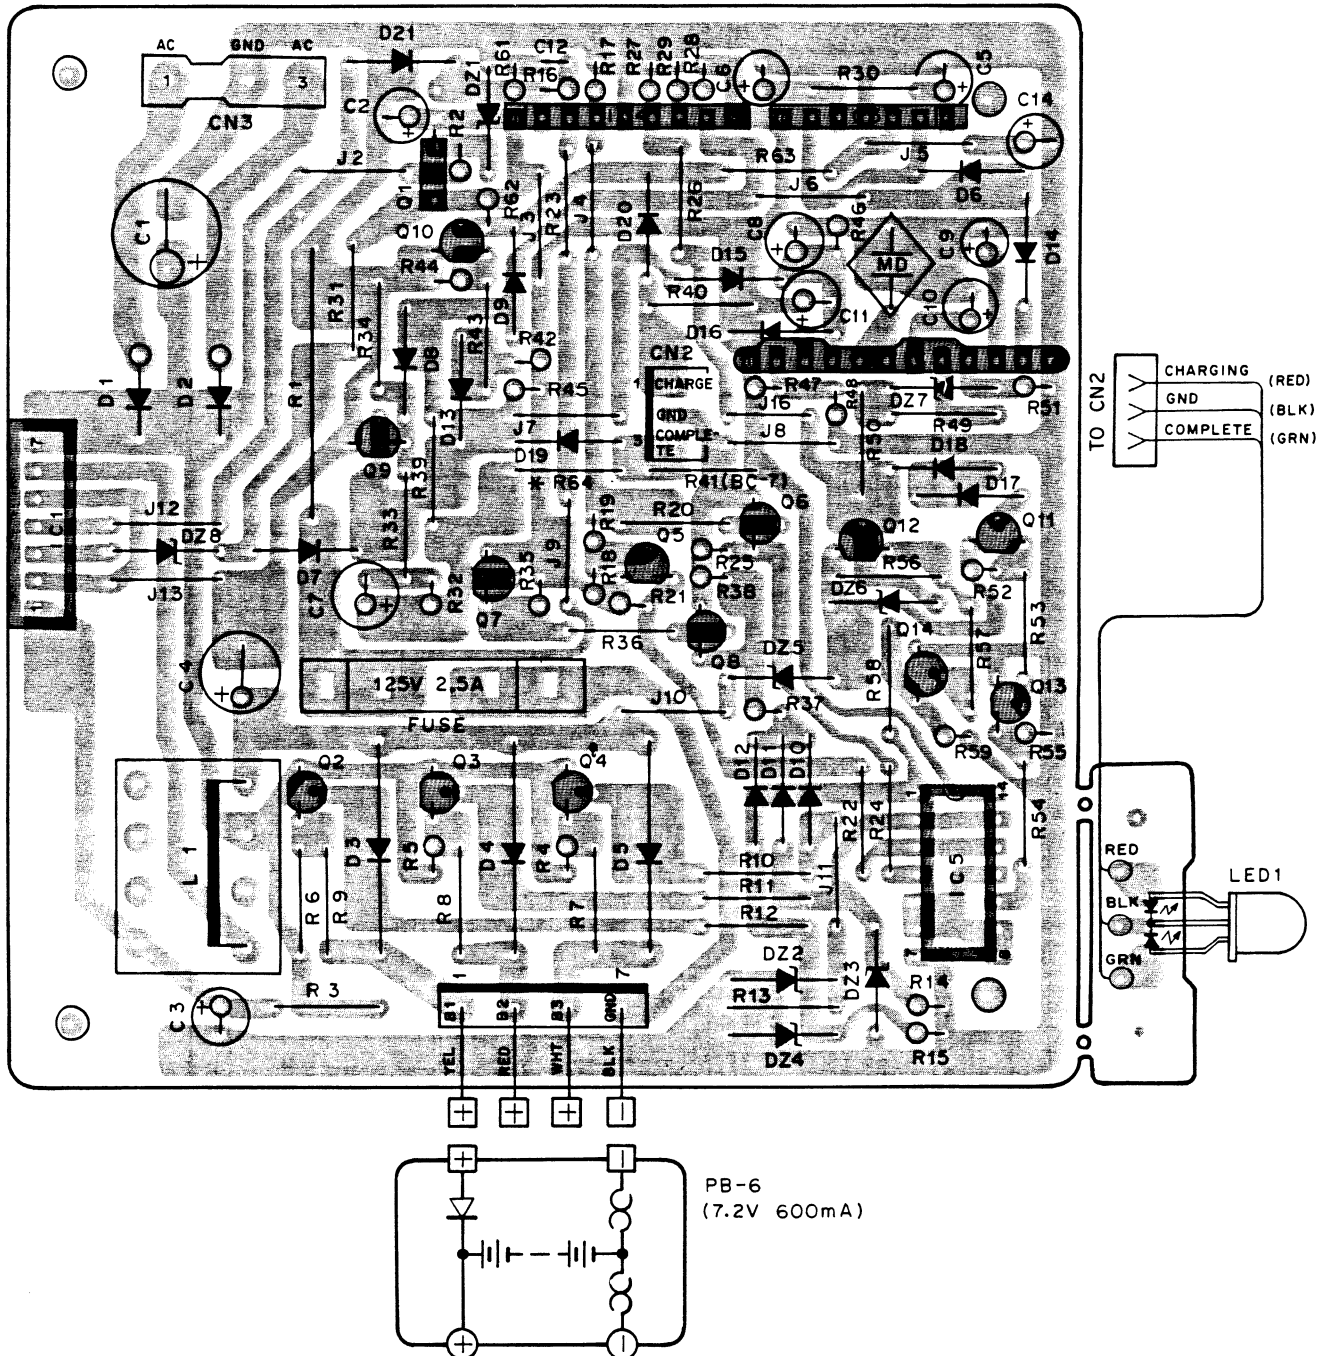 D21
AC GND AC
1 3
CN3
C2
R2
DZ1
R61
C12
R16
R17
R27
R29
R28
C6
R30
C5
C14
J2
Q1
Q10
R62
J3
R23
J4
D20
R26
R63
J6
J5
D6
C1
R44
D9
D15
R40
C8
R46
MD
C9
D14
R31
R34
D8
R43
R42
D16
C11
C10
CN2
D1
D2
R1
D13
R45
1 CHARGE
GND
5 COMPLE-
TE
R47
J16
R48
DZ7
R49
R51
J7
J8
R50
D18
D17
Q9
R39
D19
* R64
R41(BC-7)
Q6
TO CN2
CHARGING (RED)
GND (BLK)
COMPLETE (GRN)
IC1
1
7
J12
DZ8
J13
D7
R33
C7
R32
Q7
R35
J9
R19
R18
R20
Q5
R21
R25
R38
Q12
R56
Q11
R52
DZ6
R53
R36
Q8
DZ5
R58
Q14
R57
Q13
C4
125V 2.5A
FUSE
J10
R37
R59
R55
Q2
Q3
Q4
D12
D11
D10
R22
R24
1 14
R54
L1
D3
R5
D4
R4
D5
R10
R11
R12
J11
IC5
7 8
R6
R9
R8
R7
RED
BLK
GRN
LED1
C3
R3
1 7
B1 B2 B3 GND
DZ2
R13
DZ4
DZ3
R14
R15
YEL RED WHT BLK
+ + + −
+ −
PB-6
(7.2V 600mA)
+ −